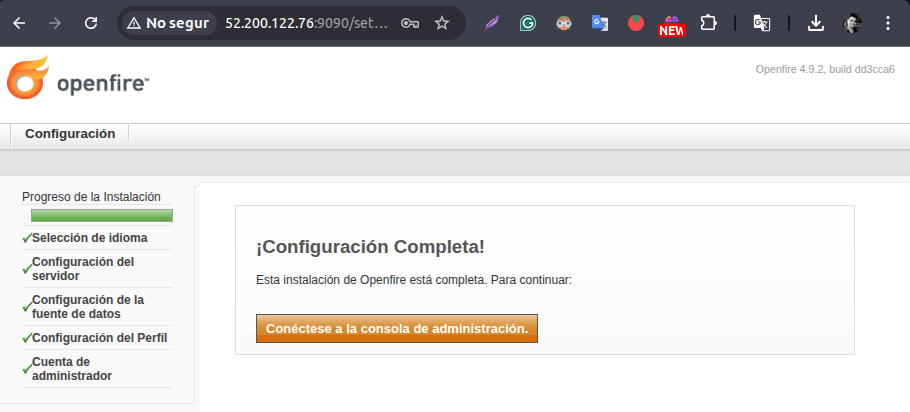 No segur
52.200.122.76:9090/set...
NEW
openfire™
Openfire 4.9.2, build dd3cca6
Configuración
Progreso de la Instalación
Selección de idioma
Configuración del
servidor
Configuración de la
fuente de datos
Configuración del Perfíl
Cuenta de
administrador
¡Configuración Completa!
Esta instalación de Openfire está completa. Para continuar:
Conéctese a la consola de administración.